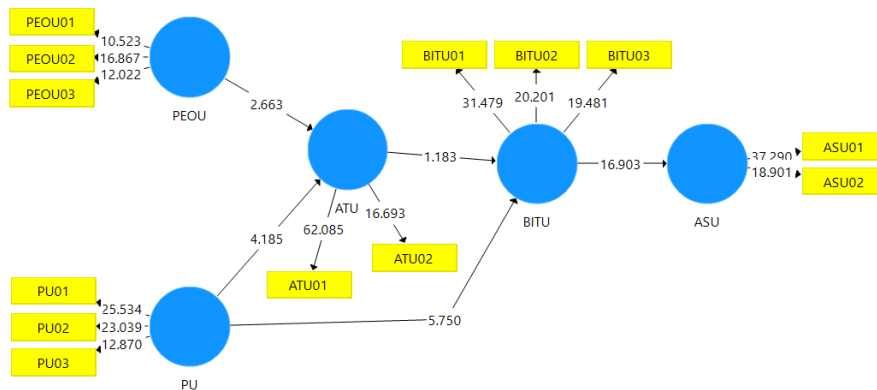 PEOU01
10.523
PEOU02
16.867
PEOU03
12.022
PEOU
2.663
BITU01
BITU02
BITU03
31.479
20.201
19.481
ATU
1.183
BITU
16.903
ASU
37.290
18.901
ASU01
ASU02
4.185
62.085
16.693
ATU01
ATU02
PU01
25.534
PU02
23.039
PU03
12.870
PU
5.750